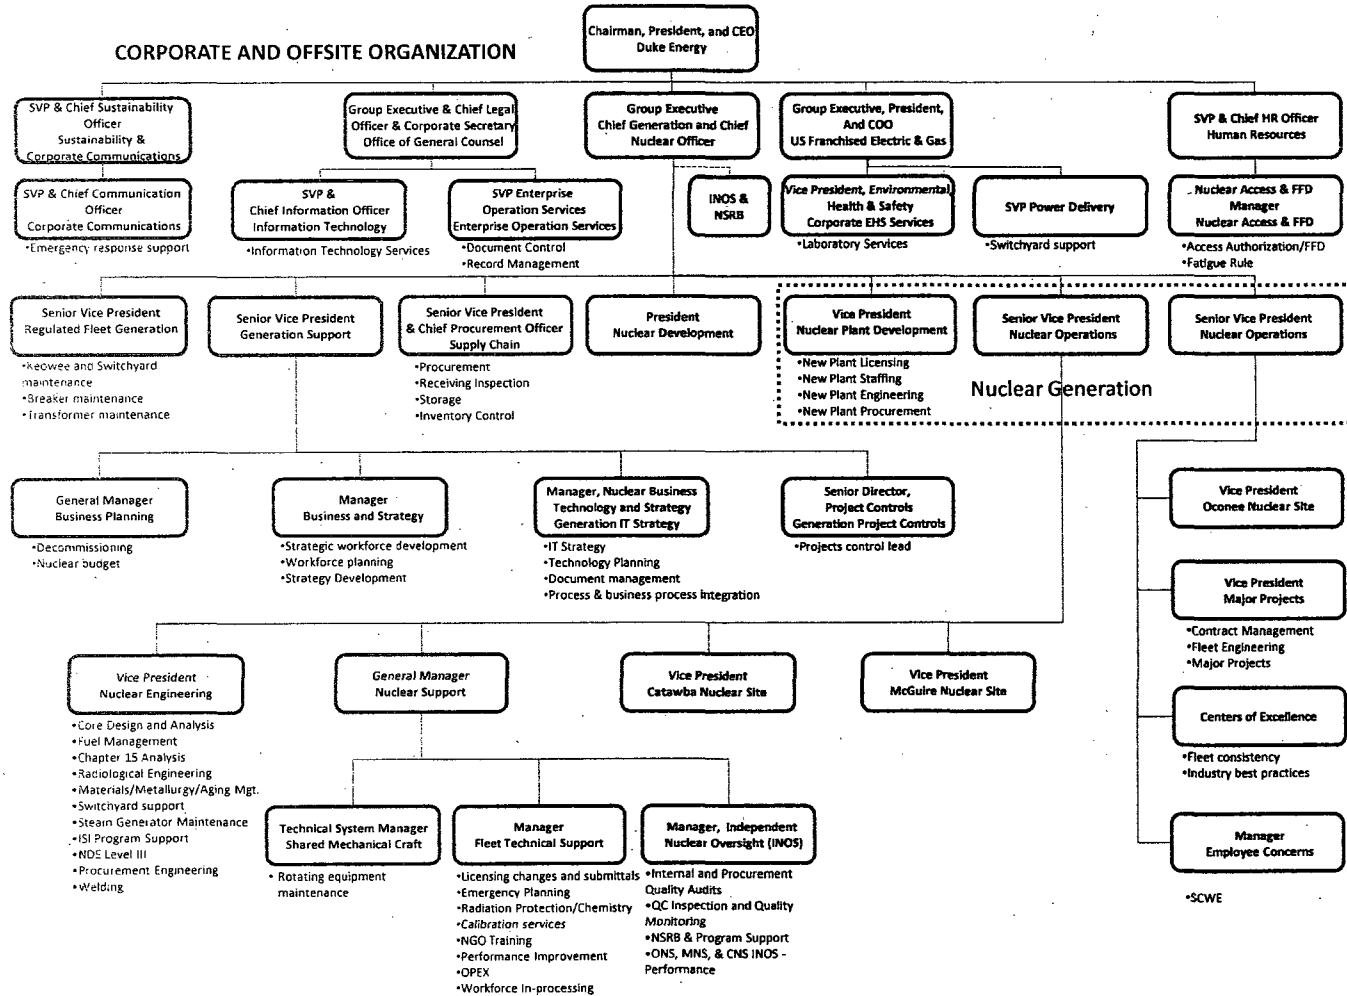 Chairman, President, and CEO
Duke Energy
CORPORATE AND OFFSITE ORGANIZATION
SVP & Chief Sustainability
Officer
Sustainability &
Corporate Communications
Group Executive & Chief Legal
Officer & Corporate Secretary
Office of General Counsel
Group Executive
Chief Generation and Chief
Nuclear Officer
Group Executive, President,
And COO
US Franchised Electric & Gas
SVP & Chief HR Officer
Human Resources
SVP & Chief Communication
Officer
Corporate Communications
•Emergency response support
SVP &
Chief Information Officer
Information Technology
•Information Technology Services
SVP Enterprise
Operation Services
Enterprise Operation Services
•Document Control
•Record Management
INOS &
NSRB
Vice President, Environmental,
Health & Safety
Corporate EHS Services
•Laboratory Services
SVP Power Delivery
•Switchyard support
Nuclear Access & FFD
Manager
Nuclear Access & FFD
•Access Authorization/FFD
•Fatigue Rule
Senior Vice President
Regulated Fleet Generation
•Keowee and Switchyard
maintenance
•Breaker maintenance
•Transformer maintenance
Senior Vice President
Generation Support
Senior Vice President
& Chief Procurement Officer
Supply Chain
•Procurement
•Receiving Inspection
•Storage
•Inventory Control
President
Nuclear Development
Vice President
Nuclear Plant Development
•New Plant Licensing
•New Plant Staffing
•New Plant Engineering
•New Plant Procurement
Senior Vice President
Nuclear Operations
Senior Vice President
Nuclear Operations
Nuclear Generation
General Manager
Business Planning
•Decommissioning
•Nuclear budget
Manager
Business and Strategy
•Strategic workforce development
•Workforce planning
•Strategy Development
Manager, Nuclear Business
Technology and Strategy
Generation IT Strategy
•IT Strategy
•Technology Planning
•Document management
•Process & business process integration
Senior Director,
Project Controls
Generation Project Controls
•Projects control lead
Vice President
Oconee Nuclear Site
Vice President
Major Projects
•Contract Management
•Fleet Engineering
•Major Projects
Centers of Excellence
•Fleet consistency
•Industry best practices
Manager
Employee Concerns
•SCWE
Vice President
Nuclear Engineering
•Core Design and Analysis
•Fuel Management
•Chapter 15 Analysis
•Radiological Engineering
•Materials/Metallurgy/Aging Mgt.
•Switchyard support
•Steam Generator Maintenance
•ISI Program Support
•NDE Level III
•Procurement Engineering
•Welding
General Manager
Nuclear Support
Vice President
Catawba Nuclear Site
Vice President
McGuire Nuclear Site
Technical System Manager
Shared Mechanical Craft
• Rotating equipment
maintenance
Manager
Fleet Technical Support
•Licensing changes and submittals
•Emergency Planning
•Radiation Protection/Chemistry
•Calibration services
•NGO Training
•Performance Improvement
•OPEX
•Workforce In-processing
Manager, Independent
Nuclear Oversight (INOS)
•Internal and Procurement
Quality Audits
•QC Inspection and Quality
Monitoring
•NSRB & Program Support
•ONS, MNS, & CNS INOS -
Performance